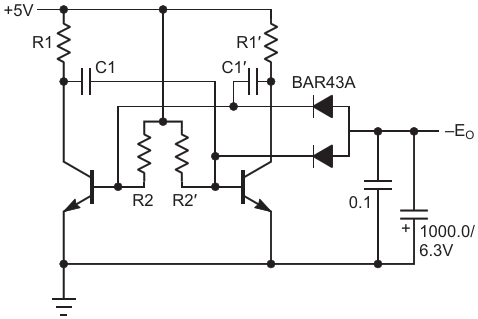 +5V
R1
C1
R1′
C1′
BAR43A
–EO
R2
R2′
0.1
+
1000.0/
6.3V